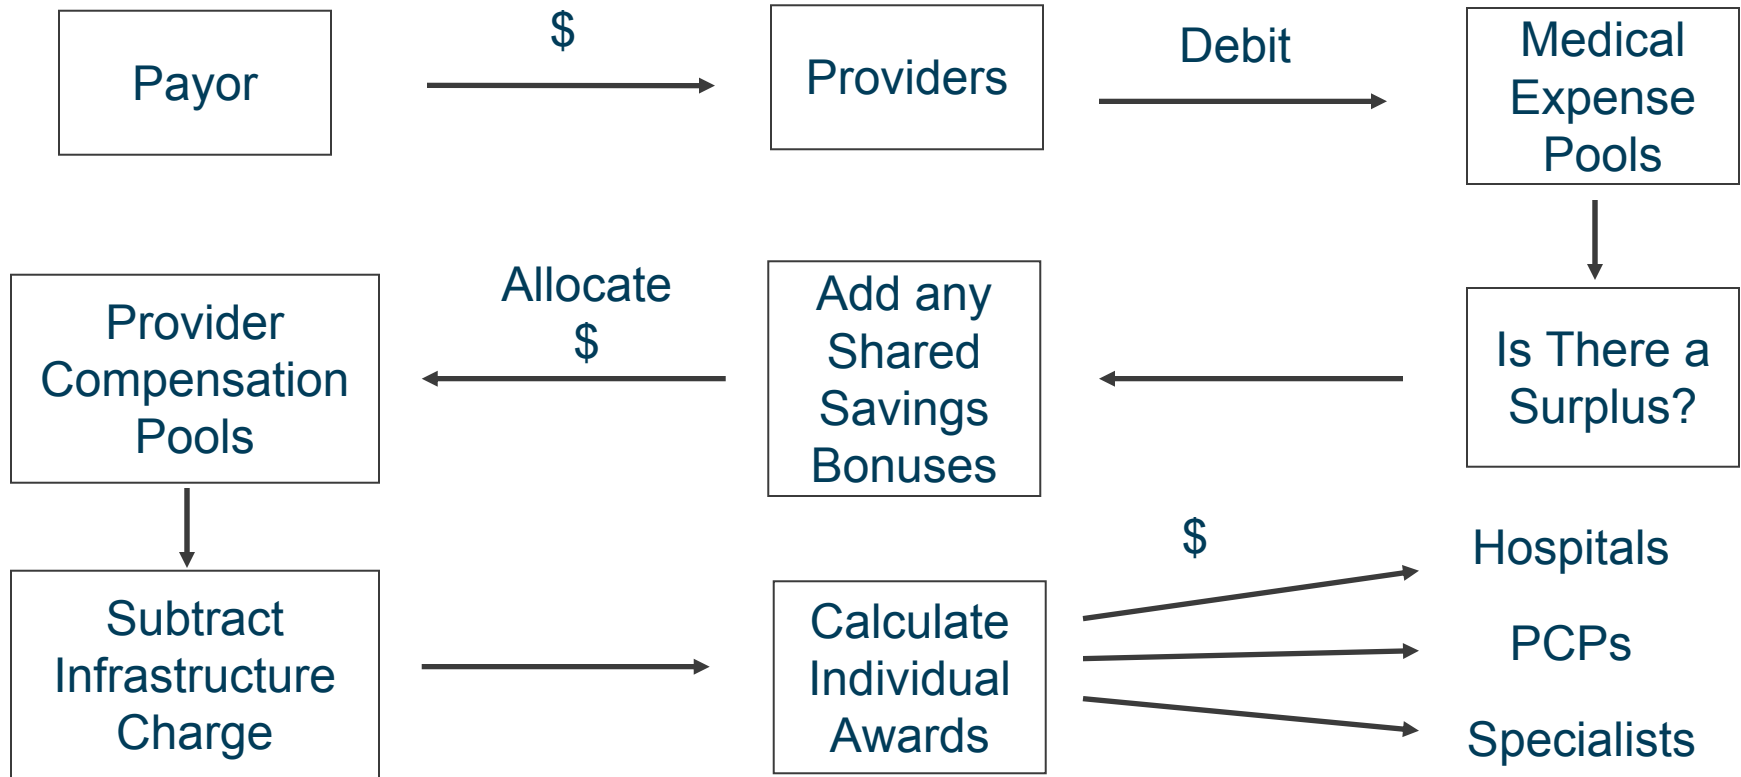 Payor
$
Providers
Debit
Medical
Expense
Pools
Is There a
Surplus?
Add any
Shared
Savings
Bonuses
Allocate
$
Provider
Compensation
Pools
Subtract
Infrastructure
Charge
Calculate
Individual
Awards
$
Hospitals
PCPs
Specialists